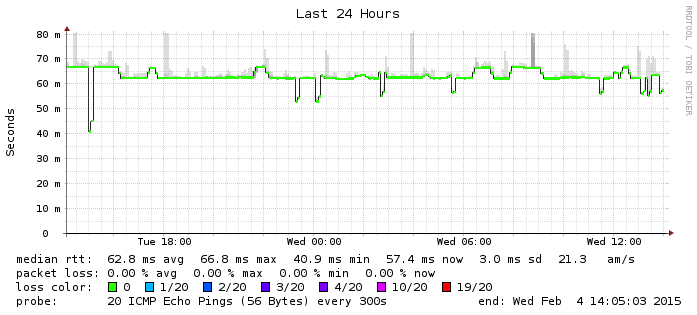 Last 24 Hours
RRDTOOL / TOBI OETIKER
Seconds
80 m
70 m
60 m
50 m
40 m
30 m
20 m
10 m
0
Tue 18:00 Wed 00:00 Wed 06:00 Wed 12:00
median rtt: 62.8 ms avg 66.8 ms max 40.9 ms min 57.4 ms now 3.0 ms sd 21.3 am/s
packet loss: 0.00 % avg 0.00 % max 0.00 % min 0.00 % now
loss color: 0 1/20 2/20 3/20 4/20 10/20 19/20
probe: 20 ICMP Echo Pings (56 Bytes) every 300s end: Wed Feb 4 14:05:03 2015